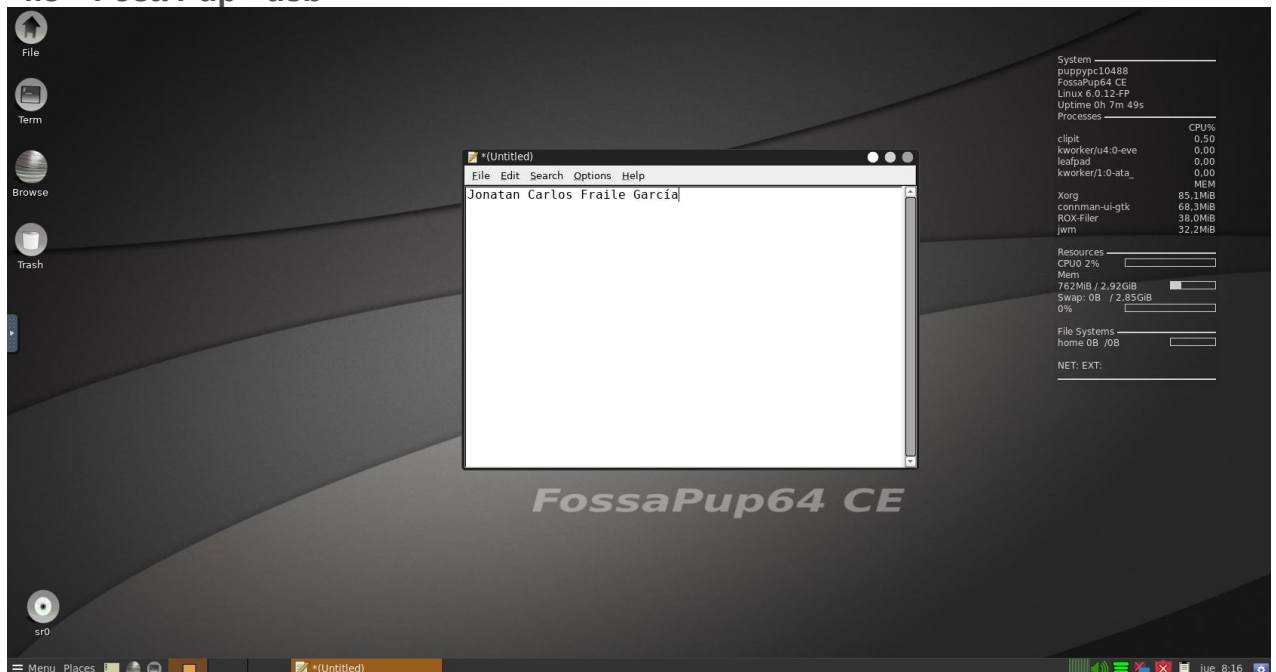 File
Term
Browse
Trash
sr0
*(Untitled)
File Edit Search Options Help
Jonatan Carlos Fraile García
FossaPup64 CE
System
puppypc10488
FossaPup64 CE
Linux 6.0.12-FP
Uptime 0h 7m 49s
Processes
CPU%
clipit 0,50
kworker/u4:0-eve 0,00
leafpad 0,00
kworker/1:0-ata_ 0,00
MEM
Xorg 85,1MiB
connman-ui-gtk 68,3MiB
ROX-Filer 38,0MiB
jwm 32,2MiB
Resources
CPU0 2%
Mem
762MiB / 2,92GiB
Swap: 0B / 2,85GiB
0%
File Systems
home 0B /0B
NET: EXT:
Menu Places *(Untitled) jue 8:16